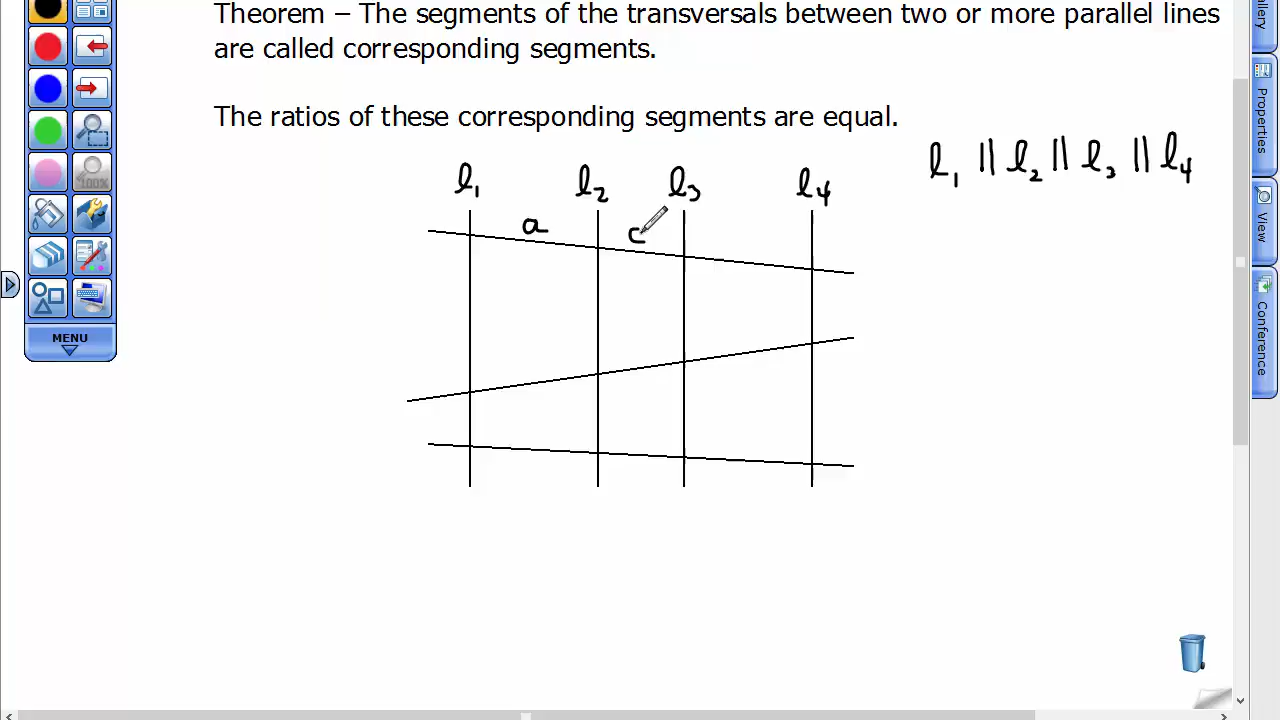 Theorem – The segments of the transversals between two or more parallel lines
are called corresponding segments.
The ratios of these corresponding segments are equal.
l₁ || l₂ || l₃ || l₄
l₁ l₂ l₃ l₄
a c
100%
MENU
Properties
View
Conference